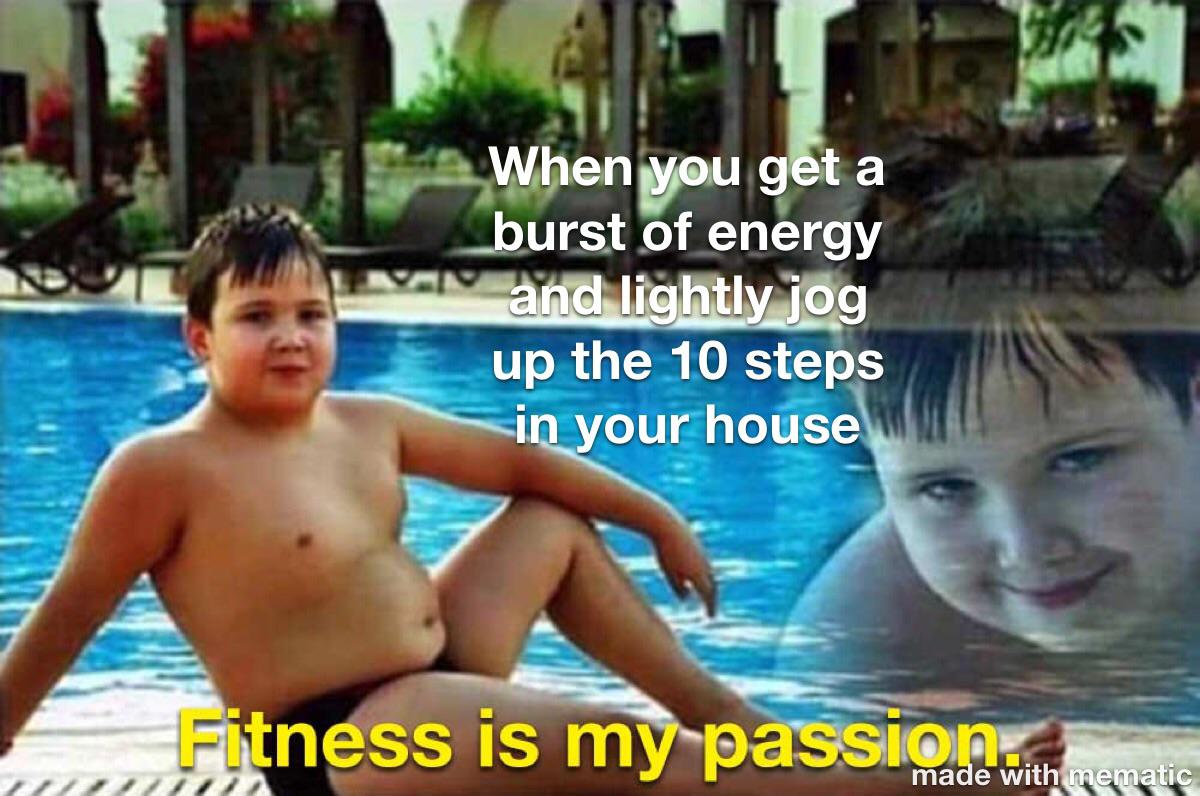 When you get a
burst of energy
and lightly jog
up the 10 steps
in your house
Fitness is my passion.
made with mematic